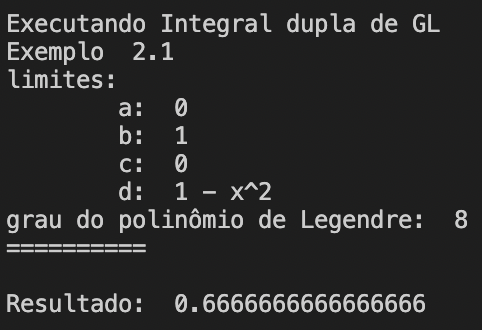 Executando Integral dupla de GL
Exemplo  2.1
limites:
        a:  0
        b:  1
        c:  0
        d:  1 - x^2
grau do polinômio de Legendre:  8
==========

Resultado:  0.6666666666666666